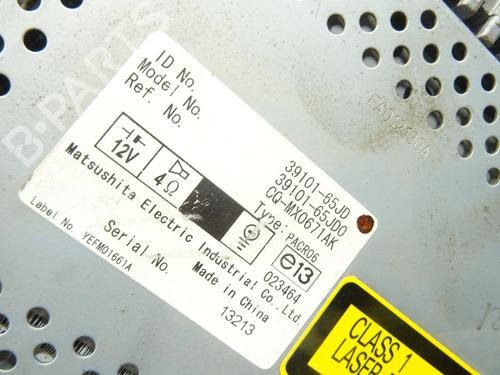 B-PARTS
FA012130A
ID No. 39101-65JD
Model No. 39101-65JD0
Ref. No. CQ-MX0671AK
12V
4Ω
Type: PACR06
e13
023464
Matsushita Electric Industrial Co., Ltd.
Made in China
Label No. YEFM01661A
Serial No. 13213
CLASS 1
LASER